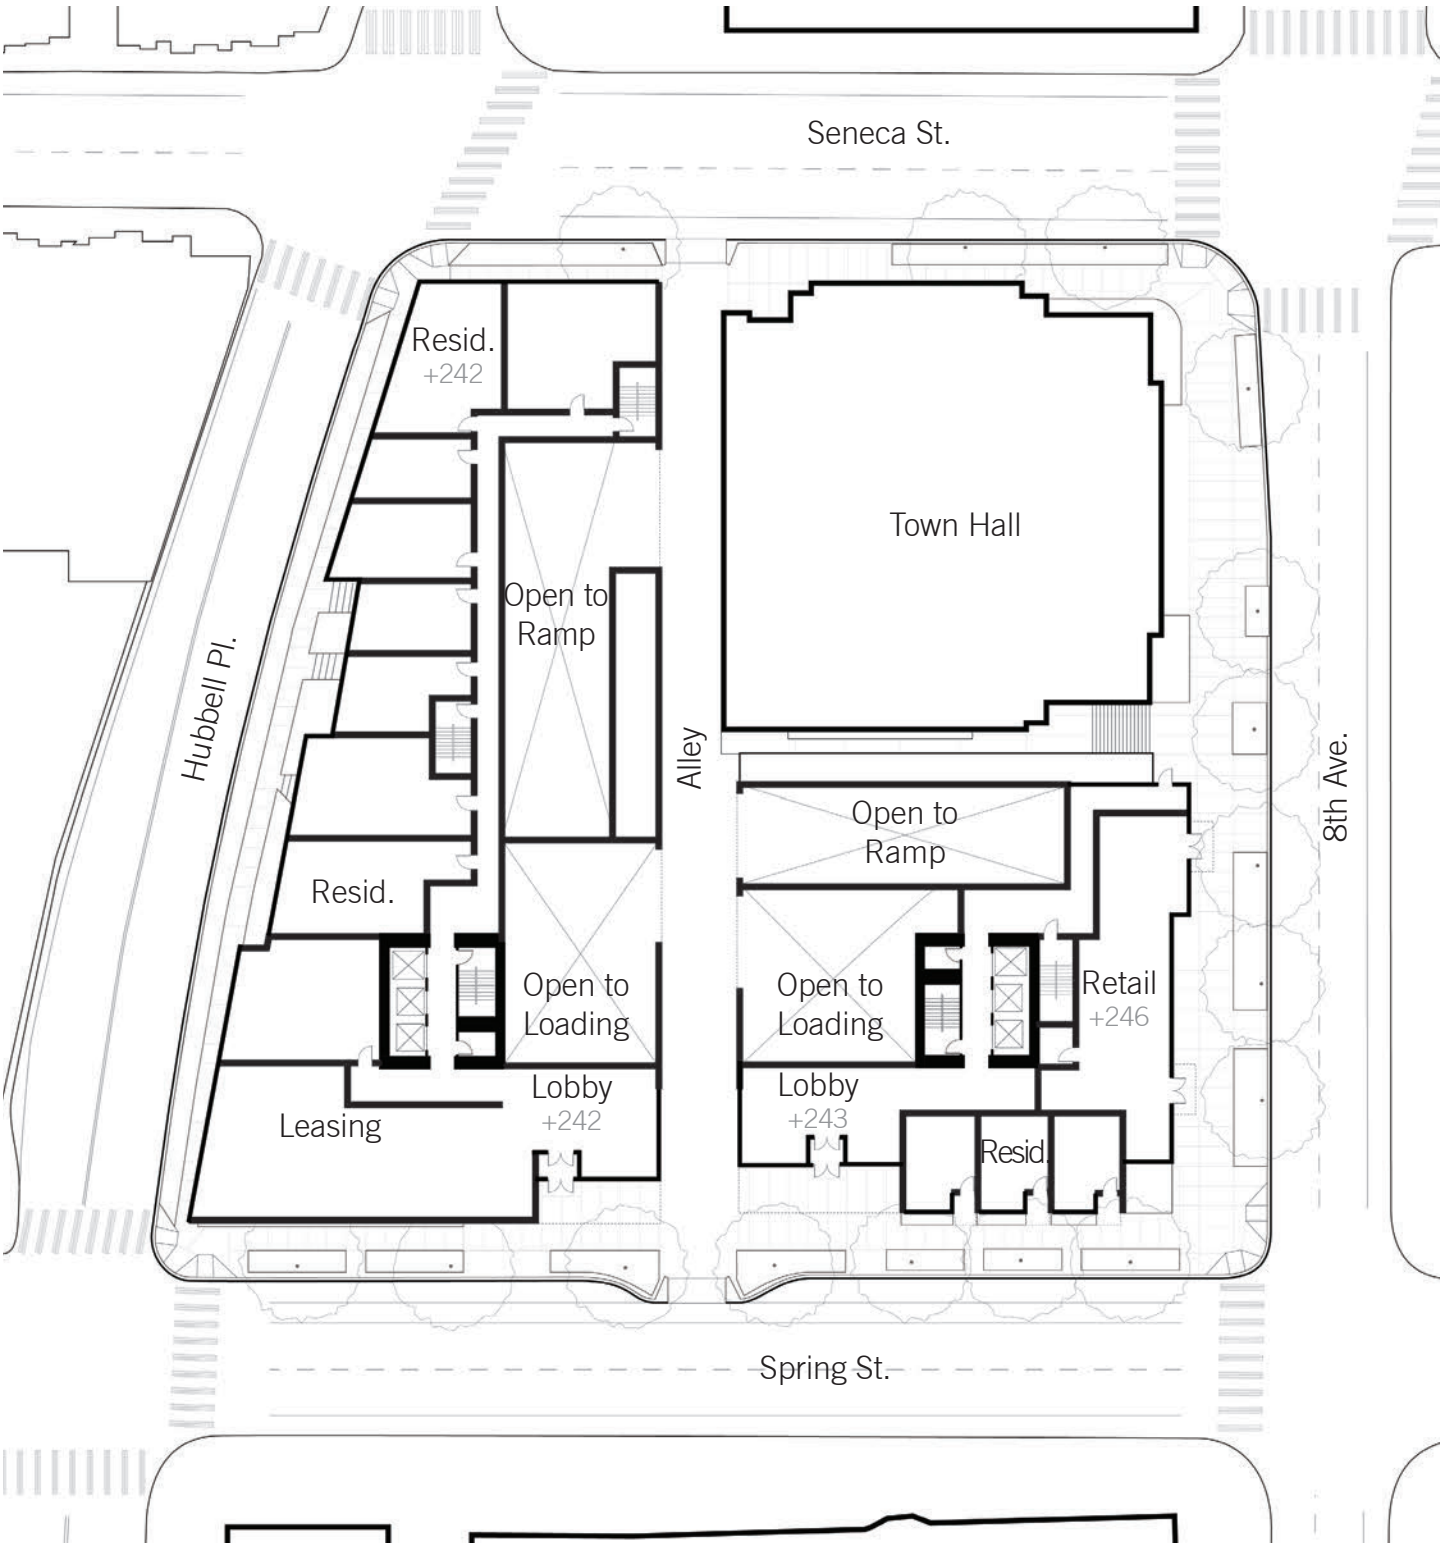 Seneca St.
Resid.
+242
Town Hall
Open to
Ramp
Hubbell Pl.
Alley
8th Ave.
Open to
Ramp
Resid.
Open to
Loading
Open to
Loading
Retail
+246
Leasing
Lobby
+242
Lobby
+243
Resid.
Spring St.